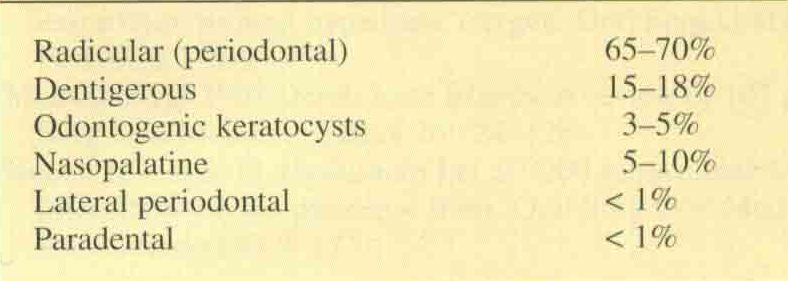 Radicular (periodontal) 65–70%
Dentigerous 15–18%
Odontogenic keratocysts 3–5%
Nasopalatine 5–10%
Lateral periodontal < 1%
Paradental < 1%